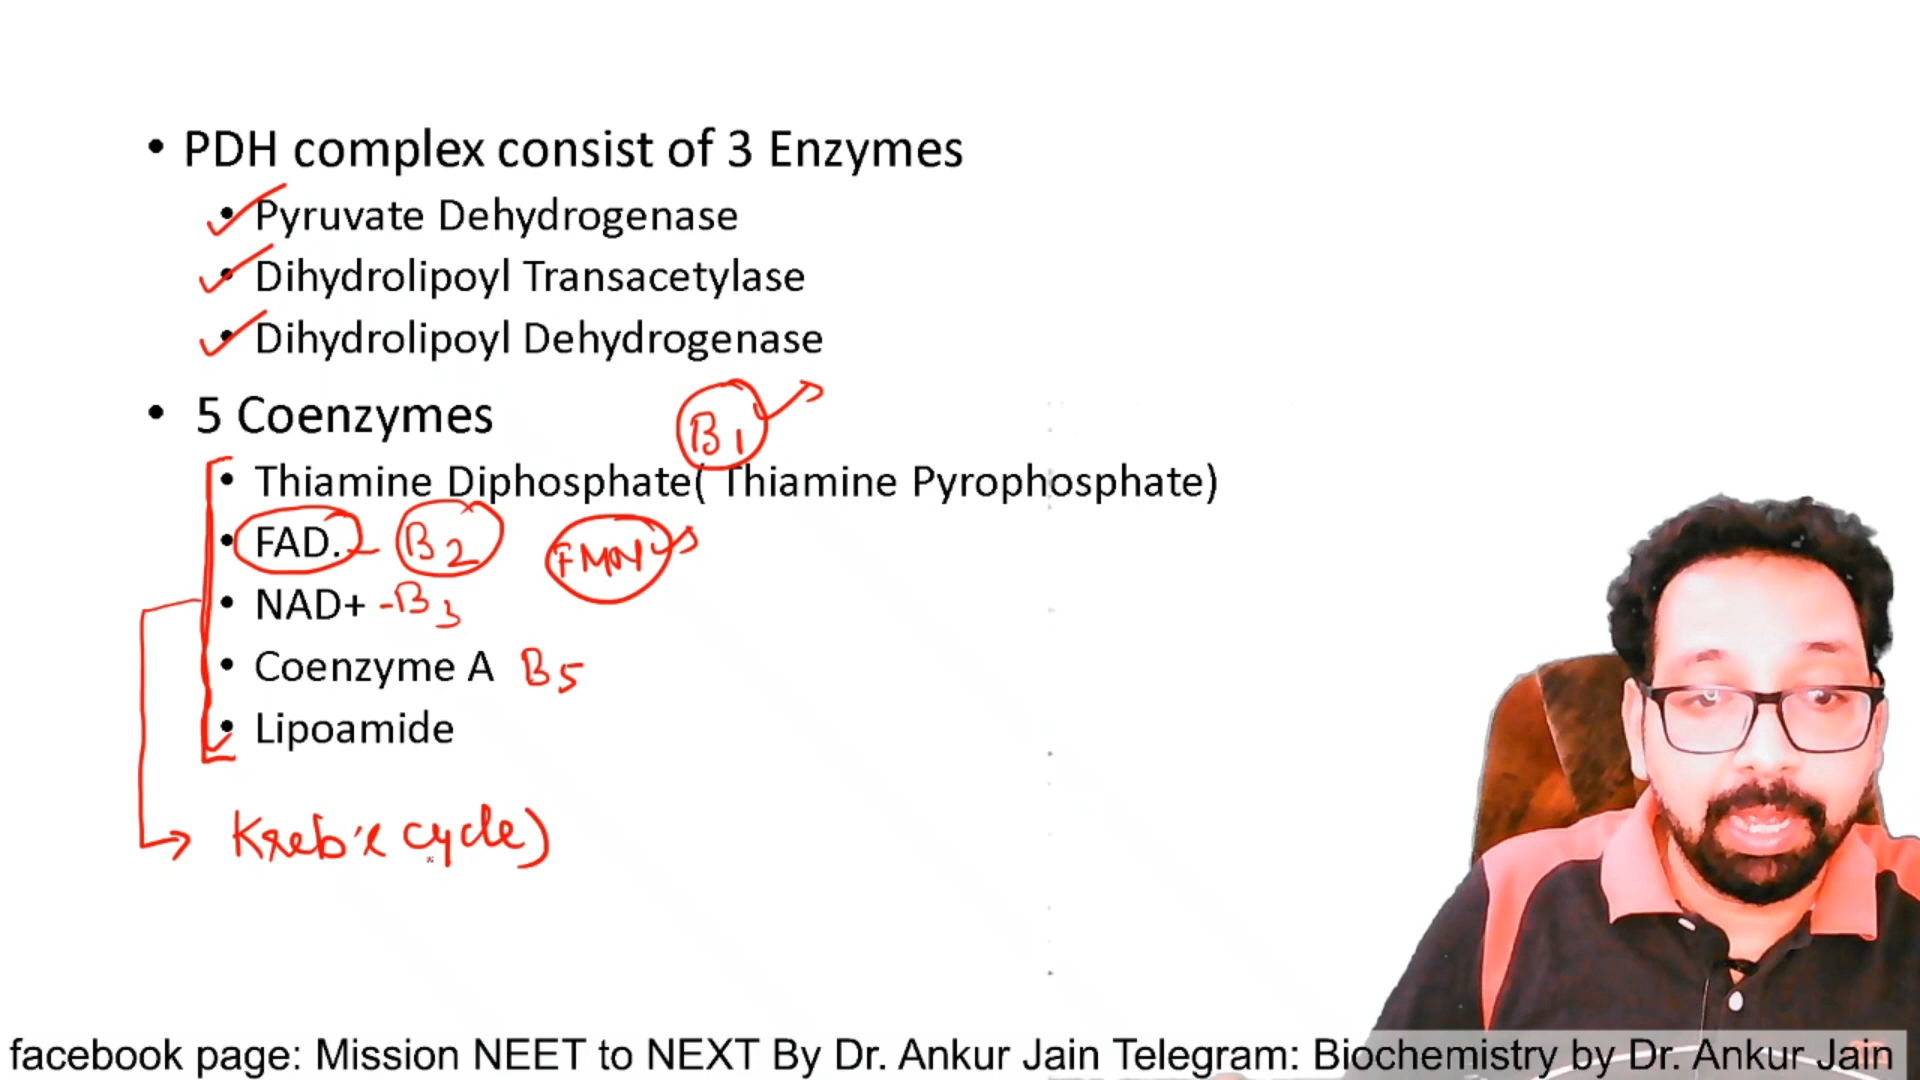 • PDH complex consist of 3 Enzymes
• Pyruvate Dehydrogenase
• Dihydrolipoyl Transacetylase
• Dihydrolipoyl Dehydrogenase
• 5 Coenzymes
B1
• Thiamine Diphosphate( Thiamine Pyrophosphate)
• FAD. - B2 FMN
• NAD+ -B3
• Coenzyme A B5
• Lipoamide
Kreb's cycle)
facebook page: Mission NEET to NEXT By Dr. Ankur Jain Telegram: Biochemistry by Dr. Ankur Jain